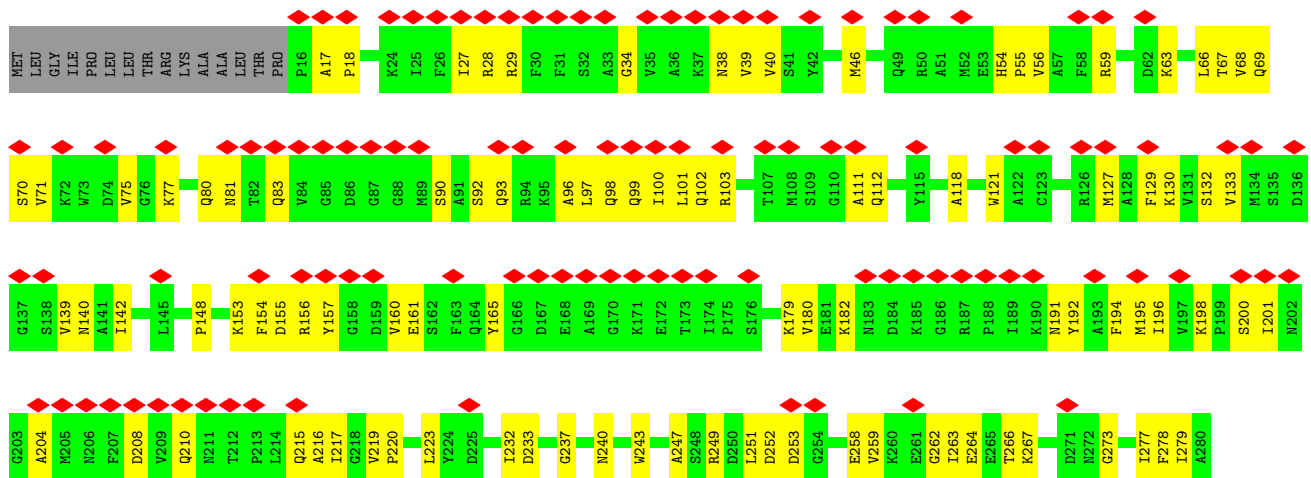 MET LEU GLY ILE PRO LEU LEU THR ARG LYS ALA ALA LEU THR PRO P16 A17 P18 K24 I25 F26 I27 R28 R29 F30 F31 S32 A33 G34 V35 A36 K37 N38 V39 V40 S41 Y42 M46 Q49 R50 A51 M52 E53 H54 P55 V56 A57 F58 R59 D62 K63 L66 T67 V68 Q69
S70 V71 K72 W73 D74 V75 G76 K77 Q80 N81 T82 Q83 V84 G85 D86 G87 G88 M89 S90 A91 S92 Q93 R94 K95 A96 L97 Q98 Q99 I100 L101 Q102 R103 T107 M108 S109 G110 A111 Q112 Y115 A118 W121 A122 C123 R126 M127 A128 F129 K130 V131 S132 V133 M134 S135 D136
G137 S138 V139 N140 A141 I142 L145 P148 K153 F154 D155 R156 Y157 G158 D159 V160 E161 S162 F163 Q164 Y165 G166 D167 E168 A169 G170 K171 E172 T173 I174 P175 S176 K179 V180 E181 K182 N183 D184 K185 G186 R187 P188 I189 K190 N191 Y192 A193 F194 M195 I196 V197 K198 P199 S200 I201 N202
G203 A204 M205 N206 F207 D208 V209 Q210 N211 T212 P213 L214 Q215 A216 I217 G218 V219 P220 L223 Y224 D225 I232 D233 G237 N240 W243 A247 S248 R249 D250 L251 D252 D253 G254 E258 V259 K260 E261 G262 I263 E264 E265 T266 K267 D271 N272 G273 I277 F278 I279 A280